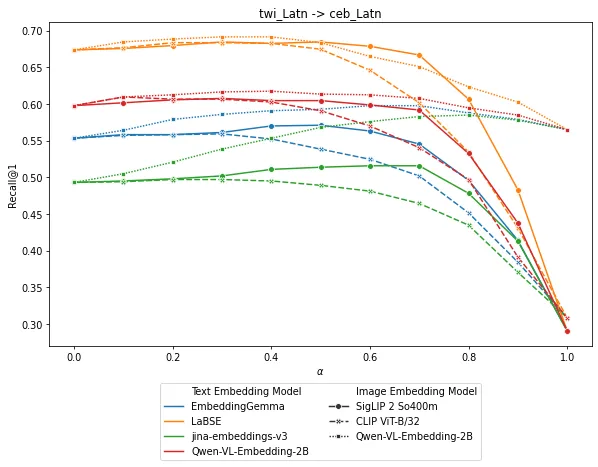 twi_Latn -> ceb_Latn
Recall@1
0.70
0.65
0.60
0.55
0.50
0.45
0.40
0.35
0.30
0.0 0.2 0.4 0.6 0.8 1.0
α
Text Embedding Model
EmbeddingGemma
LaBSE
jina-embeddings-v3
Qwen-VL-Embedding-2B
Image Embedding Model
SigLIP 2 So400m
CLIP ViT-B/32
Qwen-VL-Embedding-2B